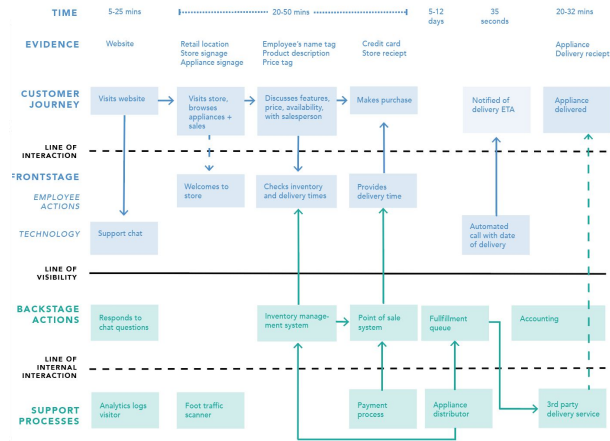 TIME
5-25 mins
20-50 mins
5-12
days
35
seconds
20-32 mins
EVIDENCE
Website
Retail location
Store signage
Appliance signage
Employee's name tag
Product description
Price tag
Credit card
Store reciept
Appliance
Delivery reciept
CUSTOMER
JOURNEY
Visits website
Visits store,
browses
appliances +
sales
Discusses features,
price, availability,
with salesperson
Makes purchase
Notified of
delivery ETA
Appliance
delivered
LINE OF
INTERACTION
FRONTSTAGE
EMPLOYEE
ACTIONS
Welcomes to
store
Checks inventory
and delivery times
Provides
delivery time
TECHNOLOGY
Support chat
Automated
call with date
of delivery
LINE OF
VISIBILITY
BACKSTAGE
ACTIONS
Responds to
chat questions
Inventory manage-
ment system
Point of sale
system
Fullfillment
queue
Accounting
LINE OF
INTERNAL
INTERACTION
SUPPORT
PROCESSES
Analytics logs
visitor
Foot traffic
scanner
Payment
process
Appliance
distributor
3rd party
delivery service